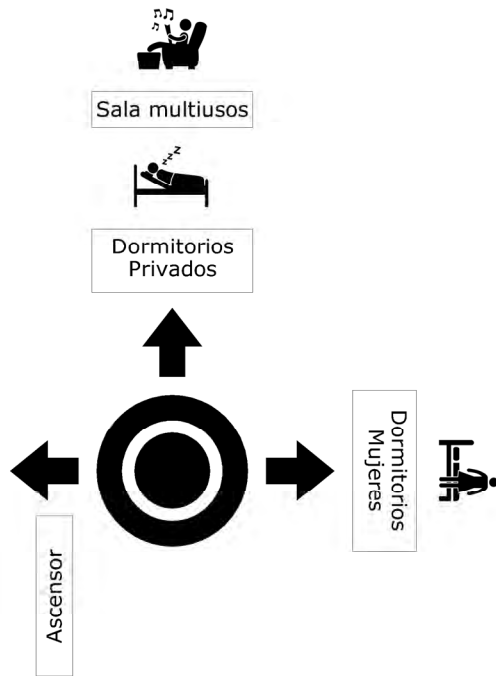 Sala multiusos
Dormitorios
Privados
Dormitorios
Mujeres
Ascensor